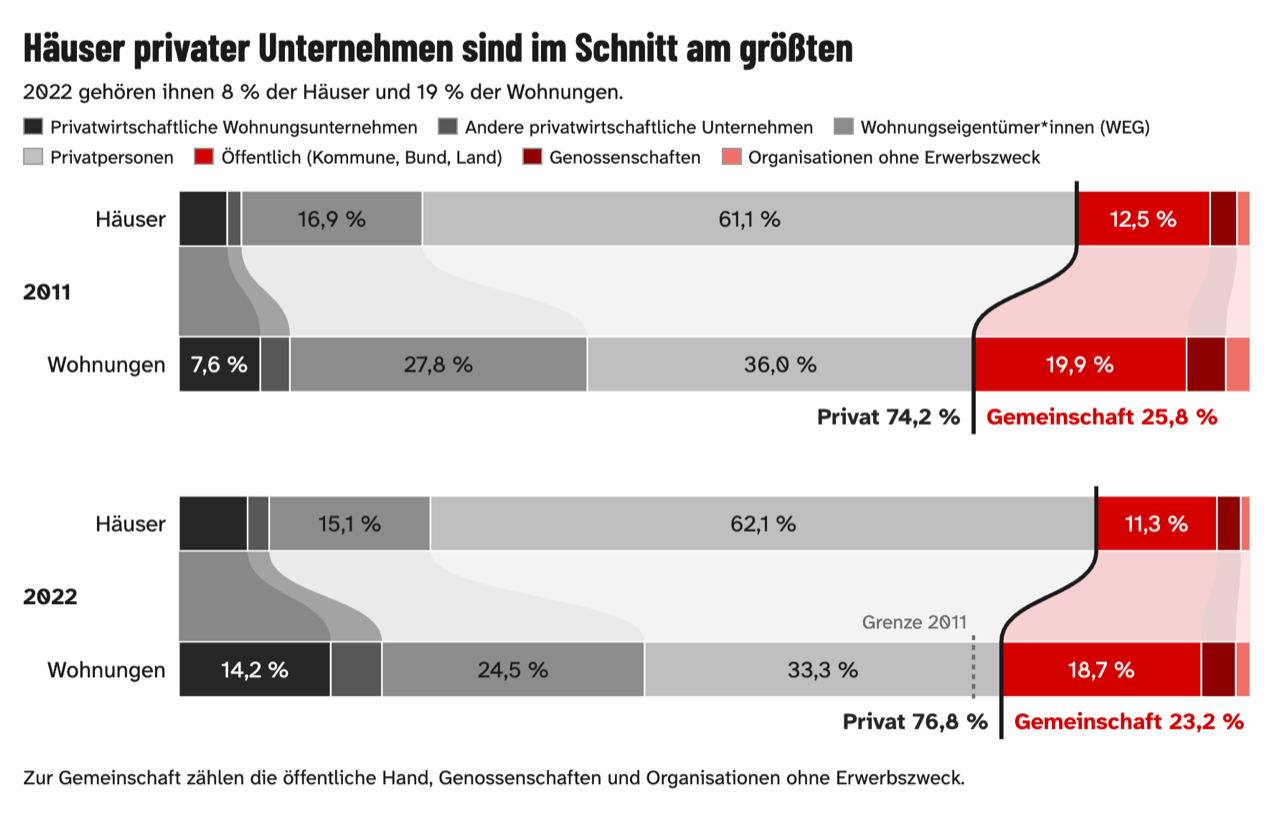 Häuser privater Unternehmen sind im Schnitt am größten
2022 gehören ihnen 8 % der Häuser und 19 % der Wohnungen.
Privatwirtschaftliche Wohnungsunternehmen Andere privatwirtschaftliche Unternehmen Wohnungseigentümer*innen (WEG)
Privatpersonen Öffentlich (Kommune, Bund, Land) Genossenschaften Organisationen ohne Erwerbszweck
Häuser 16,9 % 61,1 % 12,5 %
2011
Wohnungen 7,6 % 27,8 % 36,0 % 19,9 %
Privat 74,2 % Gemeinschaft 25,8 %
Häuser 15,1 % 62,1 % 11,3 %
2022
Grenze 2011
Wohnungen 14,2 % 24,5 % 33,3 % 18,7 %
Privat 76,8 % Gemeinschaft 23,2 %
Zur Gemeinschaft zählen die öffentliche Hand, Genossenschaften und Organisationen ohne Erwerbszweck.